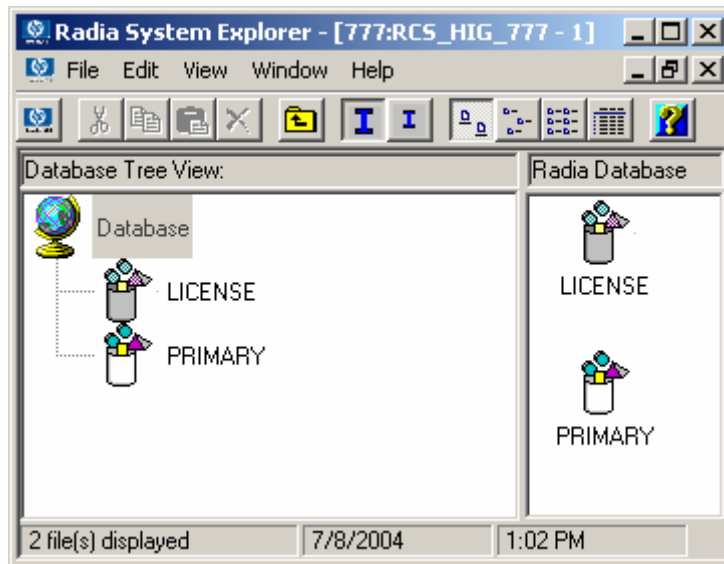 Radia System Explorer - [777:RCS_HIG_777 - 1]
File Edit View Window Help
Database Tree View:
Radia Database
Database
LICENSE
PRIMARY
LICENSE
PRIMARY
2 file(s) displayed
7/8/2004
1:02 PM